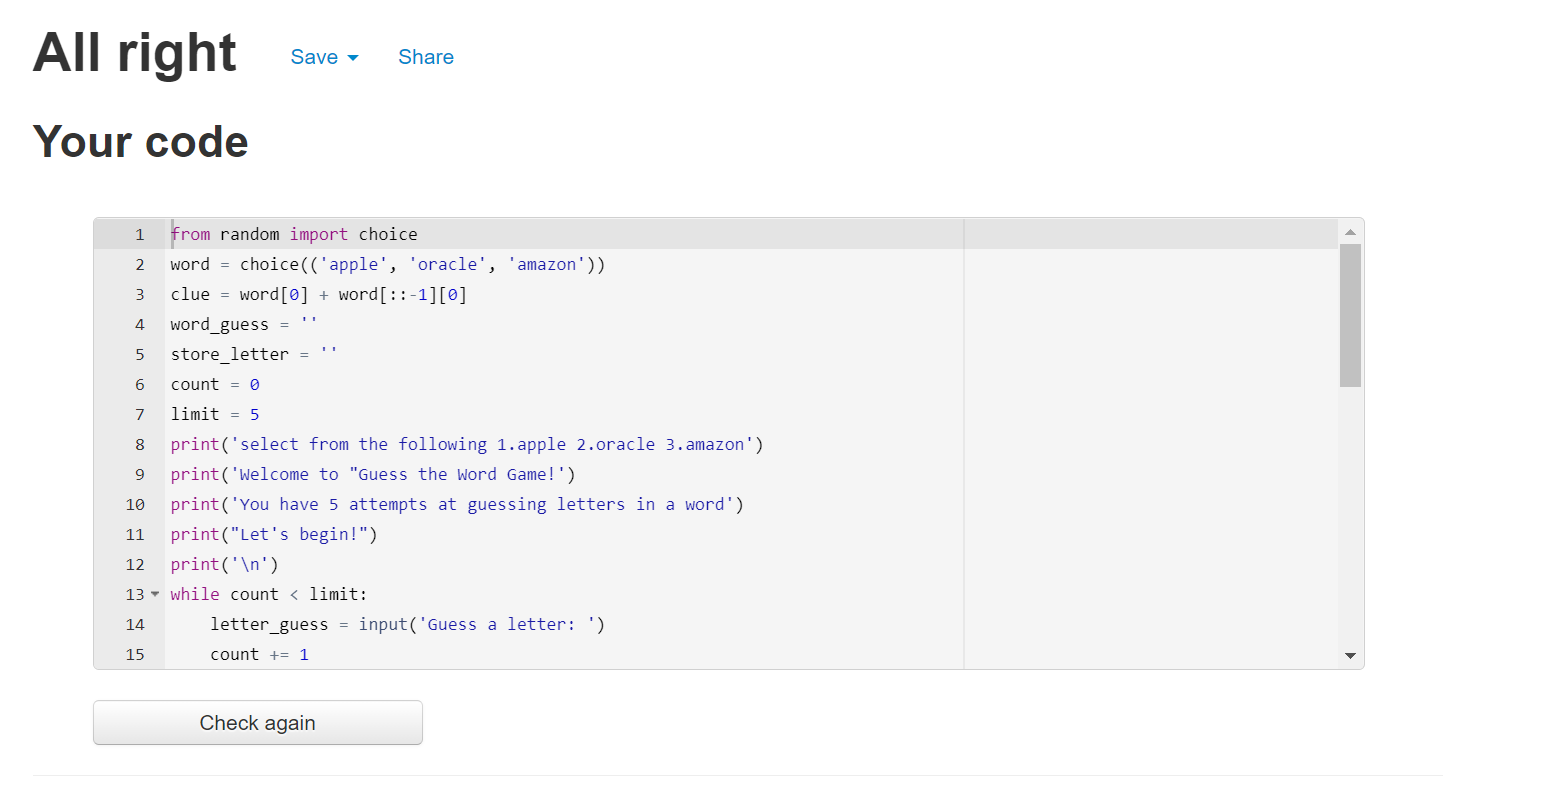 All right Save Share
Your code
1 from random import choice
2 word = choice(('apple', 'oracle', 'amazon'))
3 clue = word[0] + word[::-1][0]
4 word_guess = ''
5 store_letter = ''
6 count = 0
7 limit = 5
8 print('select from the following 1.apple 2.oracle 3.amazon')
9 print('Welcome to "Guess the Word Game!')
10 print('You have 5 attempts at guessing letters in a word')
11 print("Let's begin!")
12 print('\n')
13 while count < limit:
14     letter_guess = input('Guess a letter: ')
15     count += 1
Check again